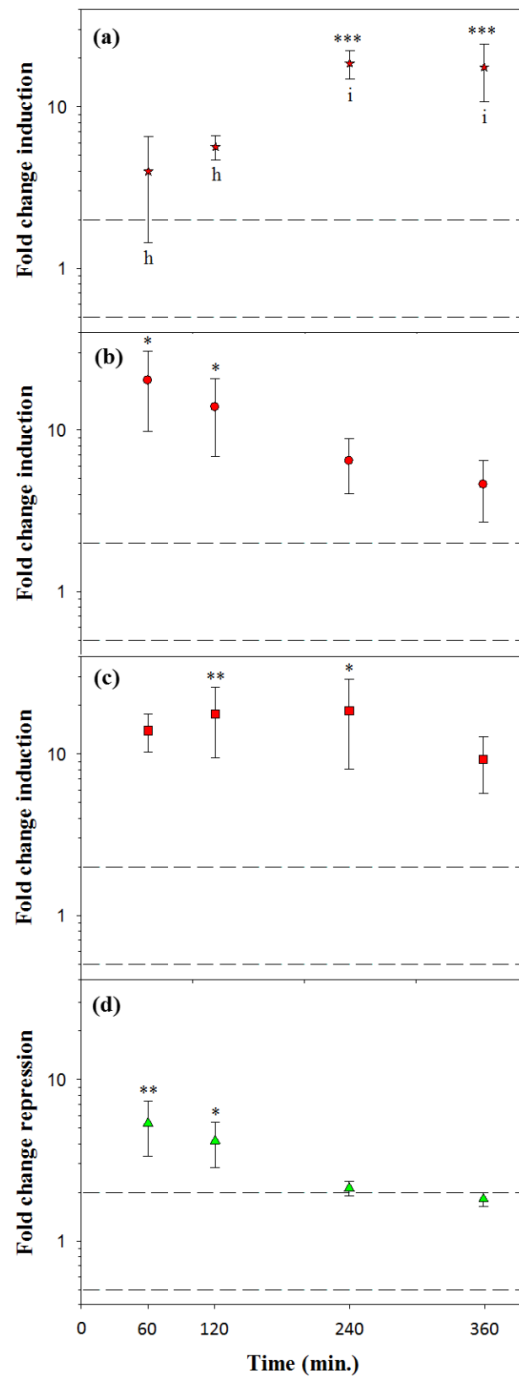 (a)
***
***
10
i
i
h
h
1
Fold change induction
(b)
*
*
10
1
Fold change induction
(c)
**
*
10
1
Fold change induction
(d)
**
*
10
1
Fold change repression
0 60 120 240 360
Time (min.)